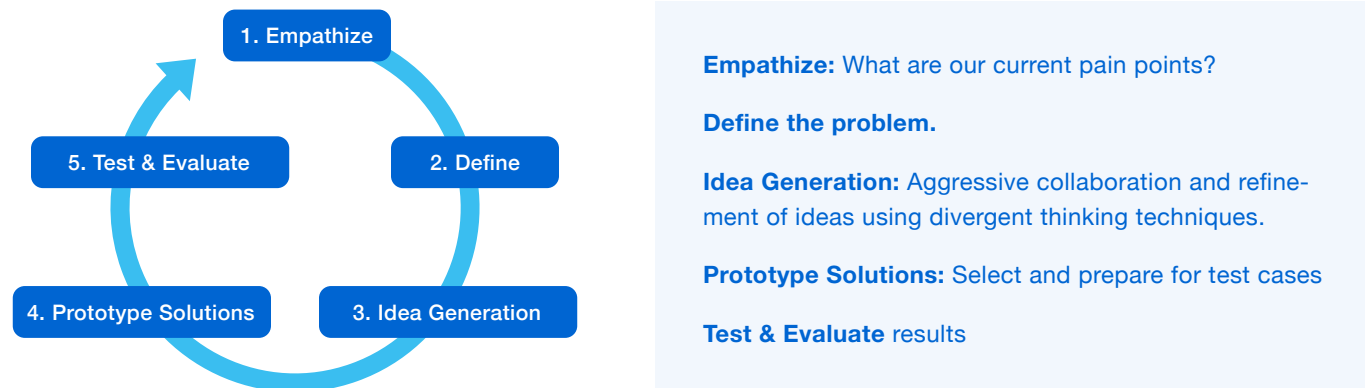 1. Empathize
2. Define
3. Idea Generation
4. Prototype Solutions
5. Test & Evaluate
Empathize: What are our current pain points?
Define the problem.
Idea Generation: Aggressive collaboration and refine-
ment of ideas using divergent thinking techniques.
Prototype Solutions: Select and prepare for test cases
Test & Evaluate results